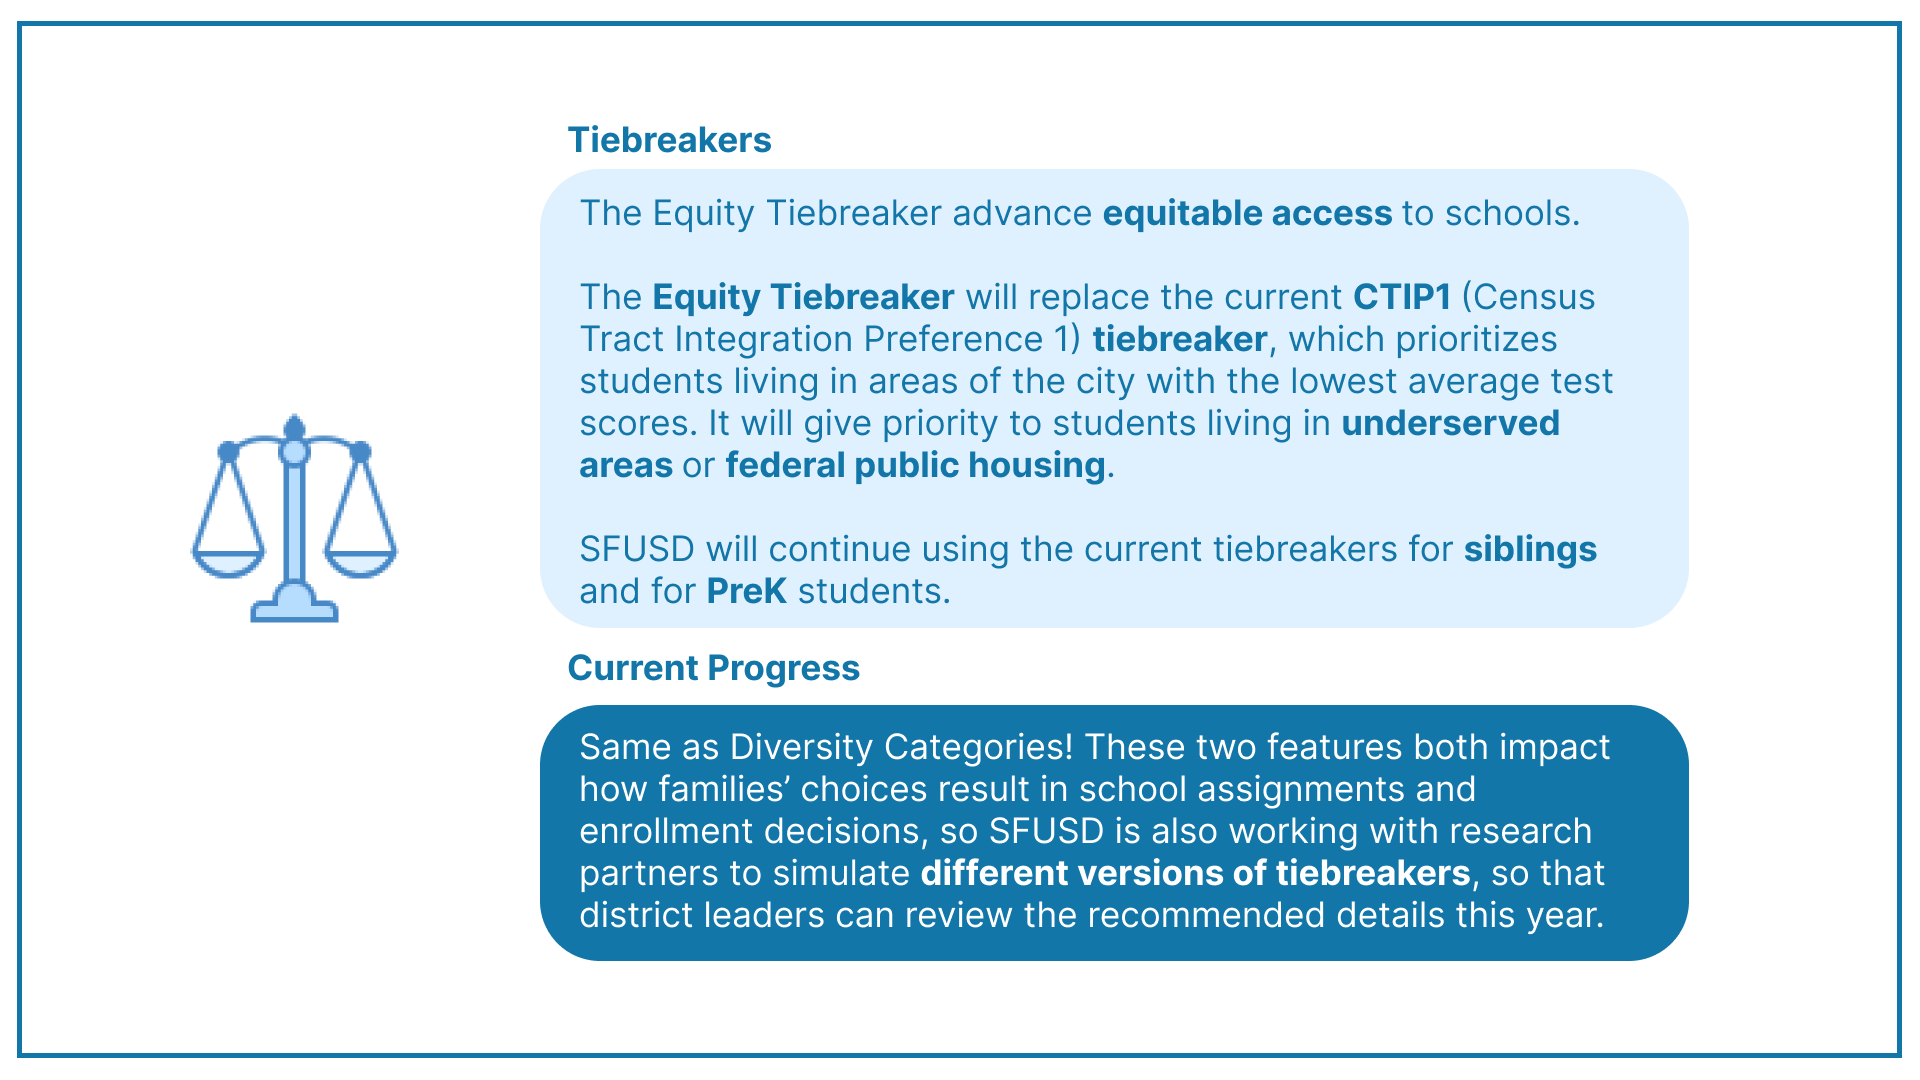 Tiebreakers
The Equity Tiebreaker advance equitable access to schools.
The Equity Tiebreaker will replace the current CTIP1 (Census
Tract Integration Preference 1) tiebreaker, which prioritizes
students living in areas of the city with the lowest average test
scores. It will give priority to students living in underserved
areas or federal public housing.
SFUSD will continue using the current tiebreakers for siblings
and for PreK students.
Current Progress
Same as Diversity Categories! These two features both impact
how families’ choices result in school assignments and
enrollment decisions, so SFUSD is also working with research
partners to simulate different versions of tiebreakers, so that
district leaders can review the recommended details this year.